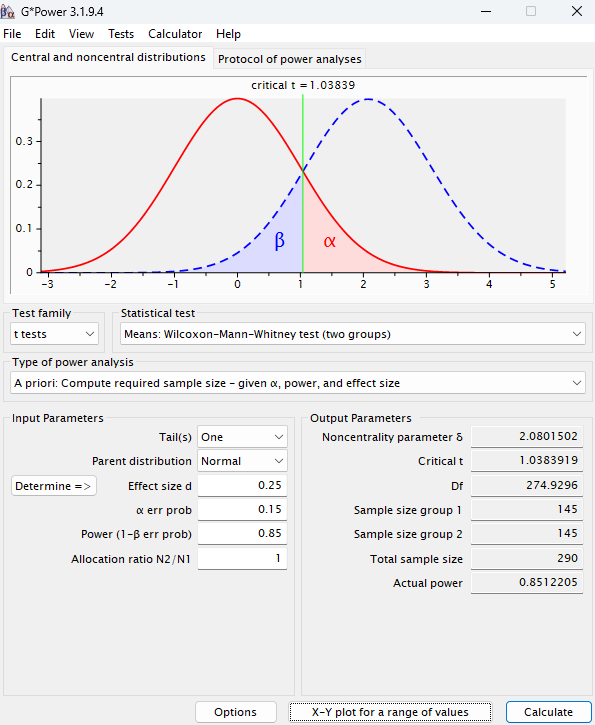 G*Power 3.1.9.4
File Edit View Tests Calculator Help
Central and noncentral distributions Protocol of power analyses
critical t = 1.03839
0.3
0.2
0.1
0
β α
-3 -2 -1 0 1 2 3 4 5
Test family Statistical test
t tests Means: Wilcoxon-Mann-Whitney test (two groups)
Type of power analysis
A priori: Compute required sample size - given α, power, and effect size
Input Parameters Output Parameters
Tail(s) One Noncentrality parameter δ 2.0801502
Parent distribution Normal Critical t 1.0383919
Determine => Effect size d 0.25 Df 274.9296
α err prob 0.15 Sample size group 1 145
Power (1-β err prob) 0.85 Sample size group 2 145
Allocation ratio N2/N1 1 Total sample size 290
Actual power 0.8512205
Options X-Y plot for a range of values Calculate